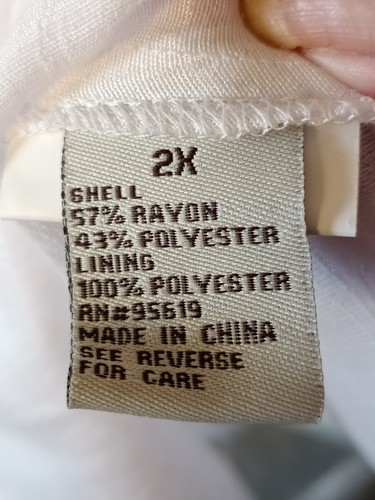 2X
SHELL
57% RAYON
43% POLYESTER
LINING
100% POLYESTER
RN#95619
MADE IN CHINA
SEE REVERSE
FOR CARE